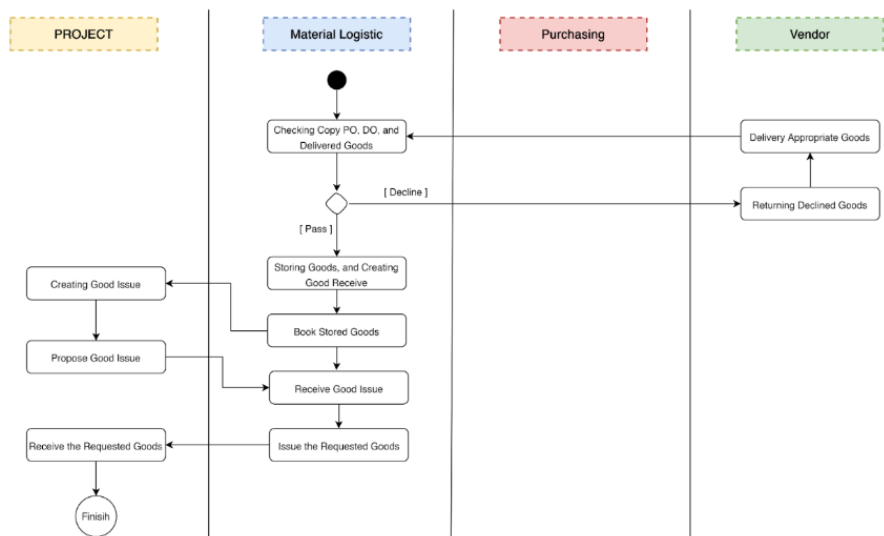 PROJECT
Material Logistic
Purchasing
Vendor
Checking Copy PO, DO, and
Delivered Goods
Delivery Appropriate Goods
[ Decline ]
Returning Declined Goods
[ Pass ]
Storing Goods, and Creating
Good Receive
Creating Good Issue
Book Stored Goods
Propose Good Issue
Receive Good Issue
Receive the Requested Goods
Issue the Requested Goods
Finisih